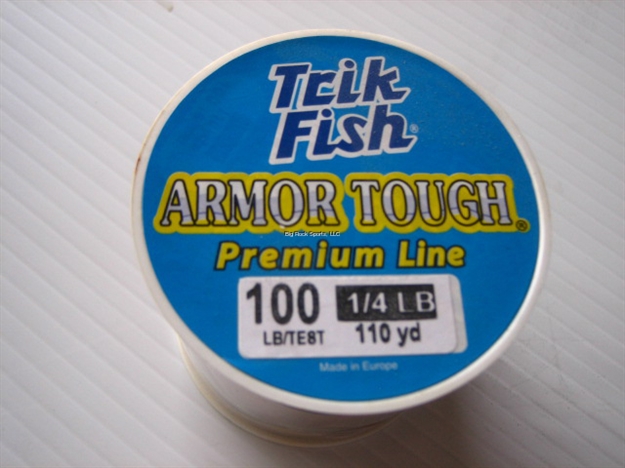 Trik
Fish®
ARMOR TOUGH®
Big Rock Sports, LLC
Premium Line
100 1/4 LB
LB/TE8T 110 yd
Made in Europe